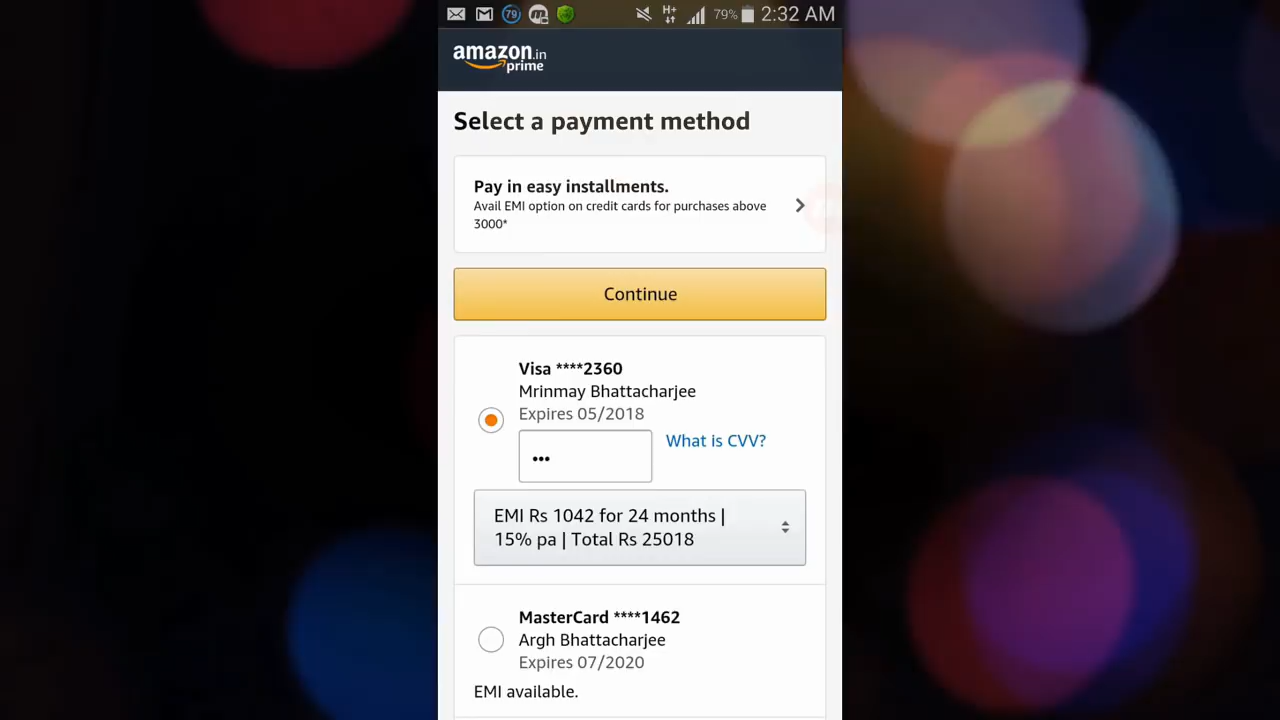 79 H+ 79% 2:32 AM
amazon.in
prime
Select a payment method
Pay in easy installments.
Avail EMI option on credit cards for purchases above
3000*
Continue
Visa ****2360
Mrinmay Bhattacharjee
Expires 05/2018
••• What is CVV?
EMI Rs 1042 for 24 months |
15% pa | Total Rs 25018
MasterCard ****1462
Argh Bhattacharjee
Expires 07/2020
EMI available.